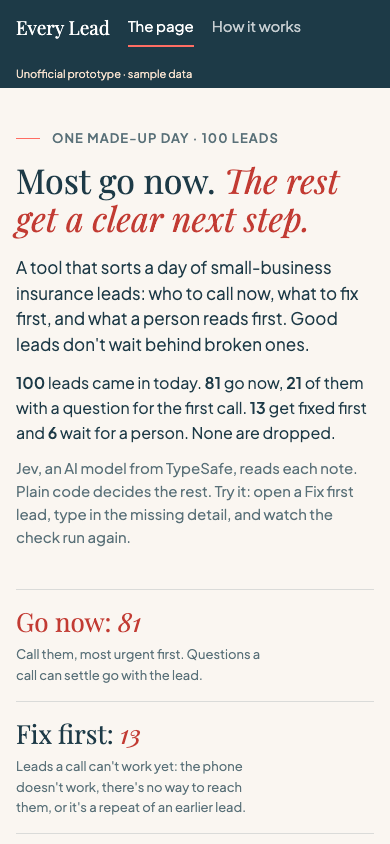 Every Lead The page How it works
Unofficial prototype · sample data
ONE MADE-UP DAY · 100 LEADS
Most go now. The rest
get a clear next step.
A tool that sorts a day of small-business
insurance leads: who to call now, what to fix
first, and what a person reads first. Good
leads don't wait behind broken ones.
100 leads came in today. 81 go now, 21 of them
with a question for the first call. 13 get fixed first
and 6 wait for a person. None are dropped.
Jev, an AI model from TypeSafe, reads each note.
Plain code decides the rest. Try it: open a Fix first
lead, type in the missing detail, and watch the
check run again.
Go now: 81
Call them, most urgent first. Questions a
call can settle go with the lead.
Fix first: 13
Leads a call can't work yet: the phone
doesn't work, there's no way to reach
them, or it's a repeat of an earlier lead.